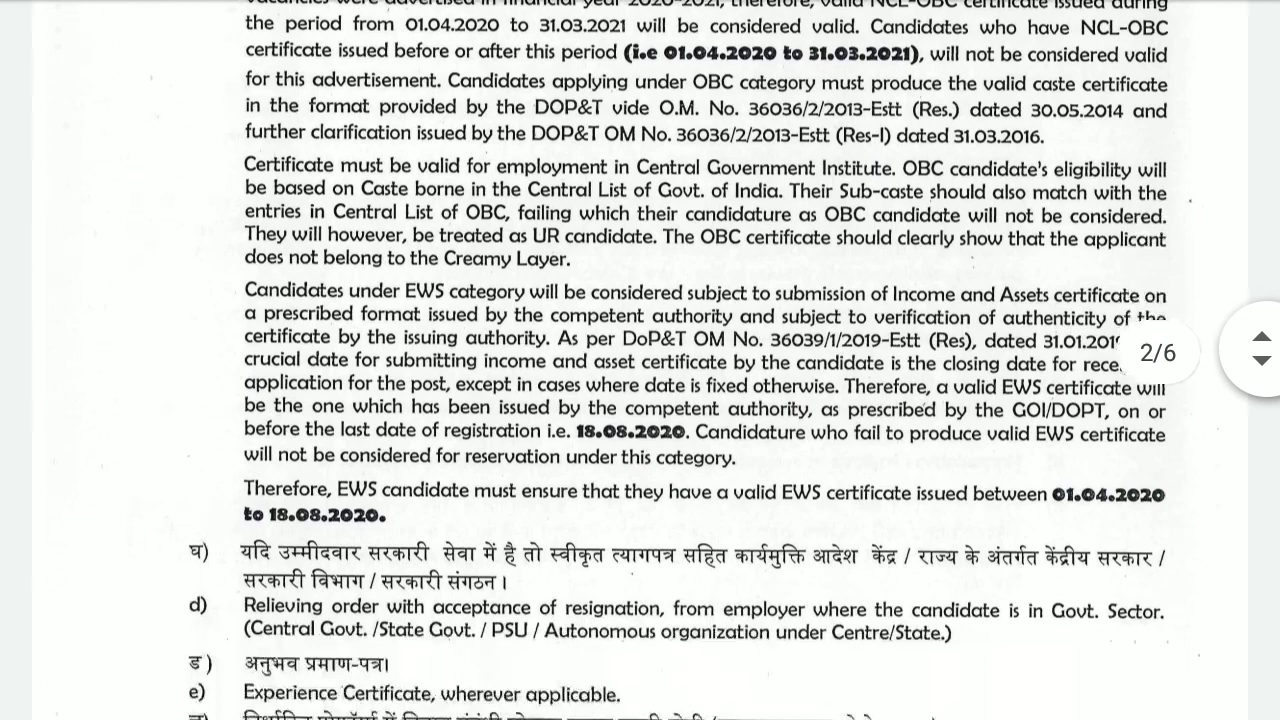 the period from 01.04.2020 to 31.03.2021 will be considered valid. Candidates who have NCL-OBC
certificate issued before or after this period (i.e 01.04.2020 to 31.03.2021), will not be considered valid
for this advertisement. Candidates applying under OBC category must produce the valid caste certificate
in the format provided by the DOP&T vide O.M. No. 36036/2/2013-Estt (Res.) dated 30.05.2014 and
further clarification issued by the DOP&T OM No. 36036/2/2013-Estt (Res-I) dated 31.03.2016.
Certificate must be valid for employment in Central Government Institute. OBC candidate's eligibility will
be based on Caste borne in the Central List of Govt. of India. Their Sub-caste should also match with the
entries in Central List of OBC, failing which their candidature as OBC candidate will not be considered.
They will however, be treated as UR candidate. The OBC certificate should clearly show that the applicant
does not belong to the Creamy Layer.
Candidates under EWS category will be considered subject to submission of Income and Assets certificate on
a prescribed format issued by the competent authority and subject to verification of authenticity of the
certificate by the issuing authority. As per DoP&T OM No. 36039/1/2019-Estt (Res), dated 31.01.201
crucial date for submitting income and asset certificate by the candidate is the closing date for rece
2/6
application for the post, except in cases where date is fixed otherwise. Therefore, a valid EWS certificate will
be the one which has been issued by the competent authority, as prescribed by the GOI/DOPT, on or
before the last date of registration i.e. 18.08.2020. Candidature who fail to produce valid EWS certificate
will not be considered for reservation under this category.
Therefore, EWS candidate must ensure that they have a valid EWS certificate issued between 01.04.2020
to 18.08.2020.
घ) यदि उम्मीदवार सरकारी सेवा में है तो स्वीकृत त्यागपत्र सहित कार्यमुक्ति आदेश केंद्र / राज्य के अंतर्गत केंद्रीय सरकार /
सरकारी विभाग / सरकारी संगठन ।
d) Relieving order with acceptance of resignation, from employer where the candidate is in Govt. Sector.
(Central Govt. /State Govt. / PSU / Autonomous organization under Centre/State.)
ड ) अनुभव प्रमाण-पत्र।
e) Experience Certificate, wherever applicable.